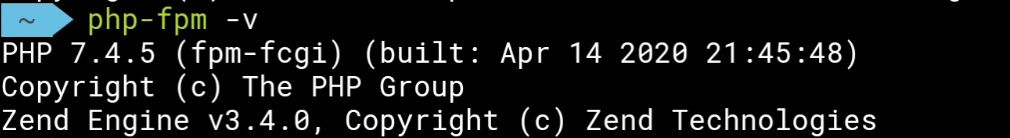 ~ php-fpm -v
PHP 7.4.5 (fpm-fcgi) (built: Apr 14 2020 21:45:48)
Copyright (c) The PHP Group
Zend Engine v3.4.0, Copyright (c) Zend Technologies